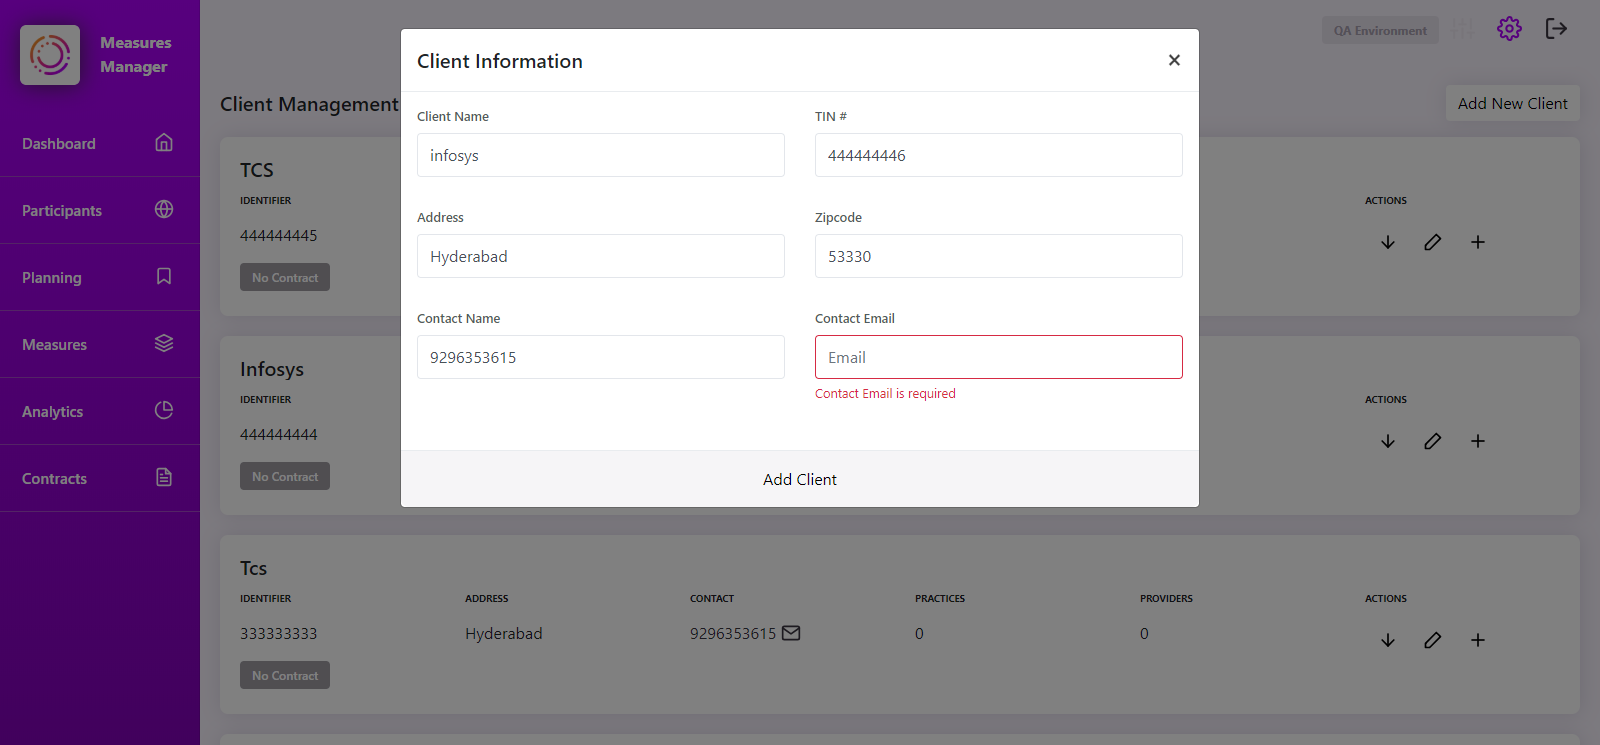 Measures
Manager
QA Environment
Dashboard
Participants
Planning
Measures
Analytics
Contracts
Client Management
Add New Client
Client Information
×
Client Name
TIN #
infosys
444444446
Address
Zipcode
Hyderabad
53330
Contact Name
Contact Email
9296353615
Email
Contact Email is required
Add Client
TCS
IDENTIFIER
ACTIONS
444444445
No Contract
Infosys
IDENTIFIER
ACTIONS
444444444
No Contract
Tcs
IDENTIFIER ADDRESS CONTACT PRACTICES PROVIDERS ACTIONS
333333333 Hyderabad 9296353615 0 0
No Contract